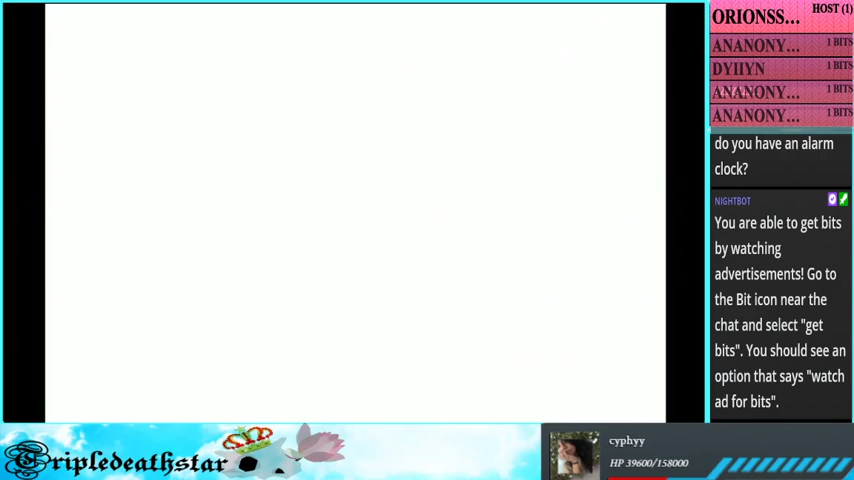 ORIONSS... HOST (1)
ANANONY... 1 BITS
DYIIYN 1 BITS
ANANONY... 1 BITS
ANANONY... 1 BITS
do you have an alarm
clock?
NIGHTBOT
You are able to get bits
by watching
advertisements! Go to
the Bit icon near the
chat and select "get
bits". You should see an
option that says "watch
ad for bits".
Tripledeathstar
cyphyy
HP 39600/158000